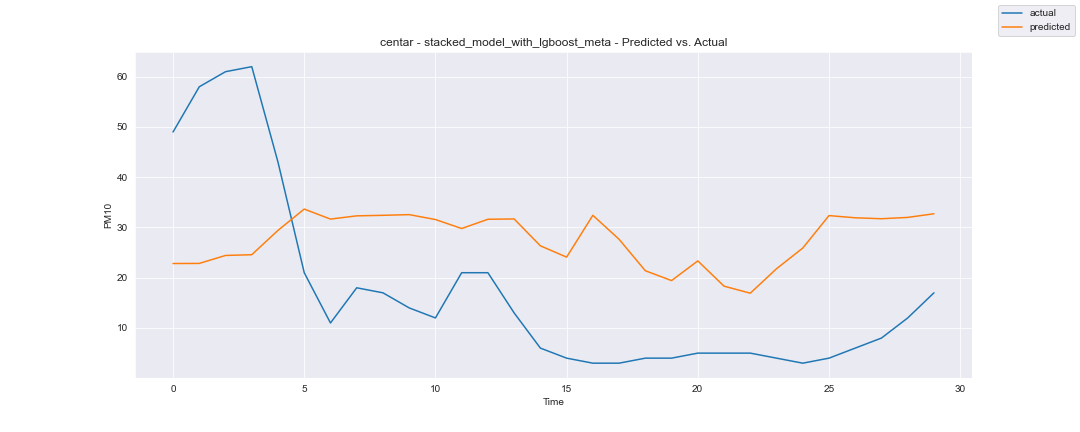 actual
predicted
centar - stacked_model_with_lgboost_meta - Predicted vs. Actual
60
50
40
30
20
10
PM10
0 5 10 15 20 25 30
Time